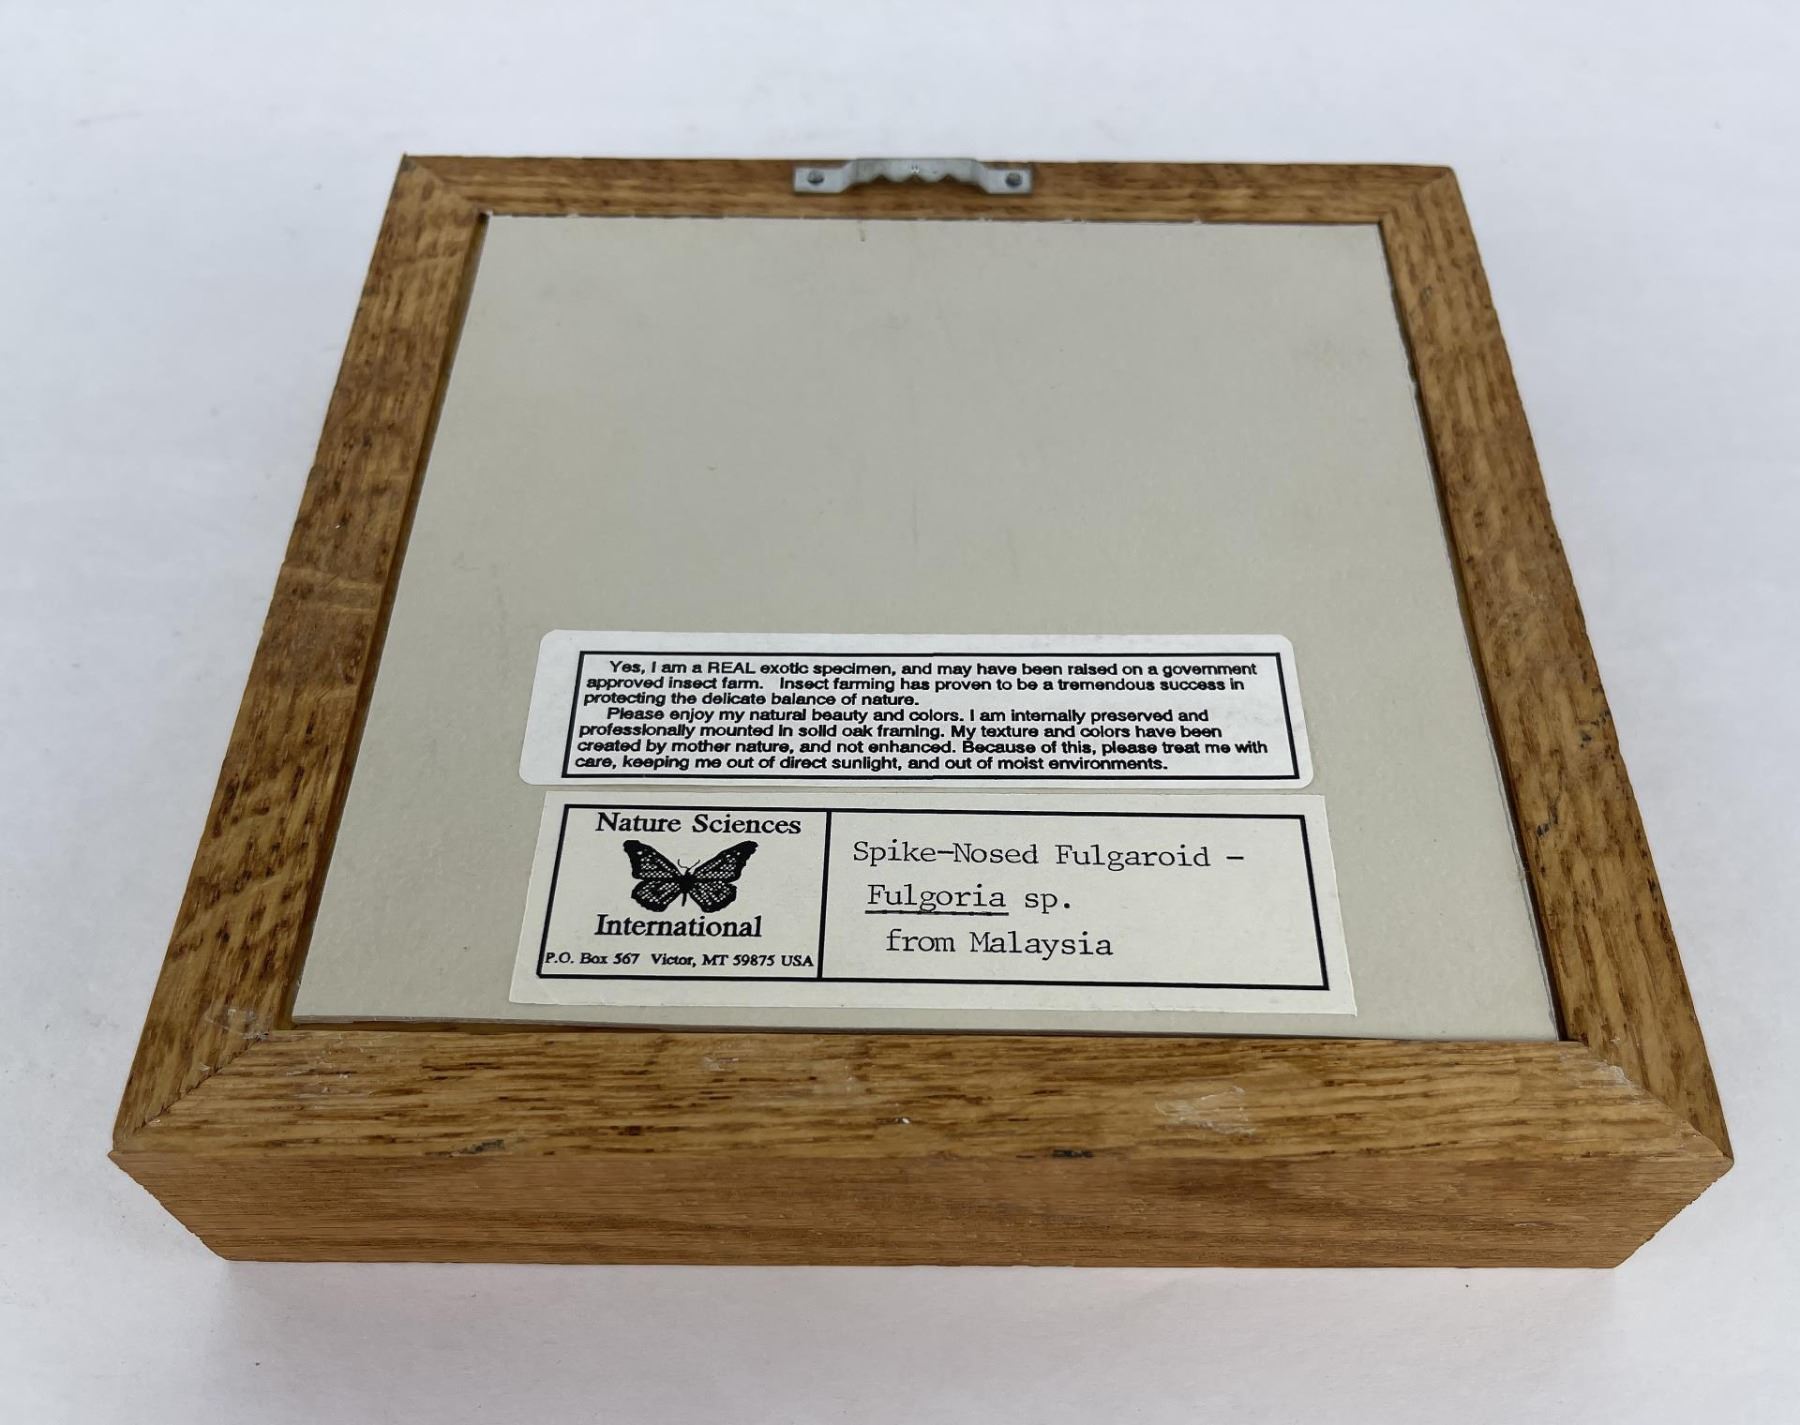 Yes, I am a REAL exotic specimen, and may have been raised on a government
approved insect farm. Insect farming has proven to be a tremendous success in
protecting the delicate balance of nature.
Please enjoy my natural beauty and colors. I am internally preserved and
professionally mounted in solid oak framing. My texture and colors have been
created by mother nature, and not enhanced. Because of this, please treat me with
care, keeping me out of direct sunlight, and out of moist environments.
Nature Sciences
International
P.O. Box 567 Victor, MT 59875 USA
Spike-Nosed Fulgaroid -
Fulgoria sp.
from Malaysia